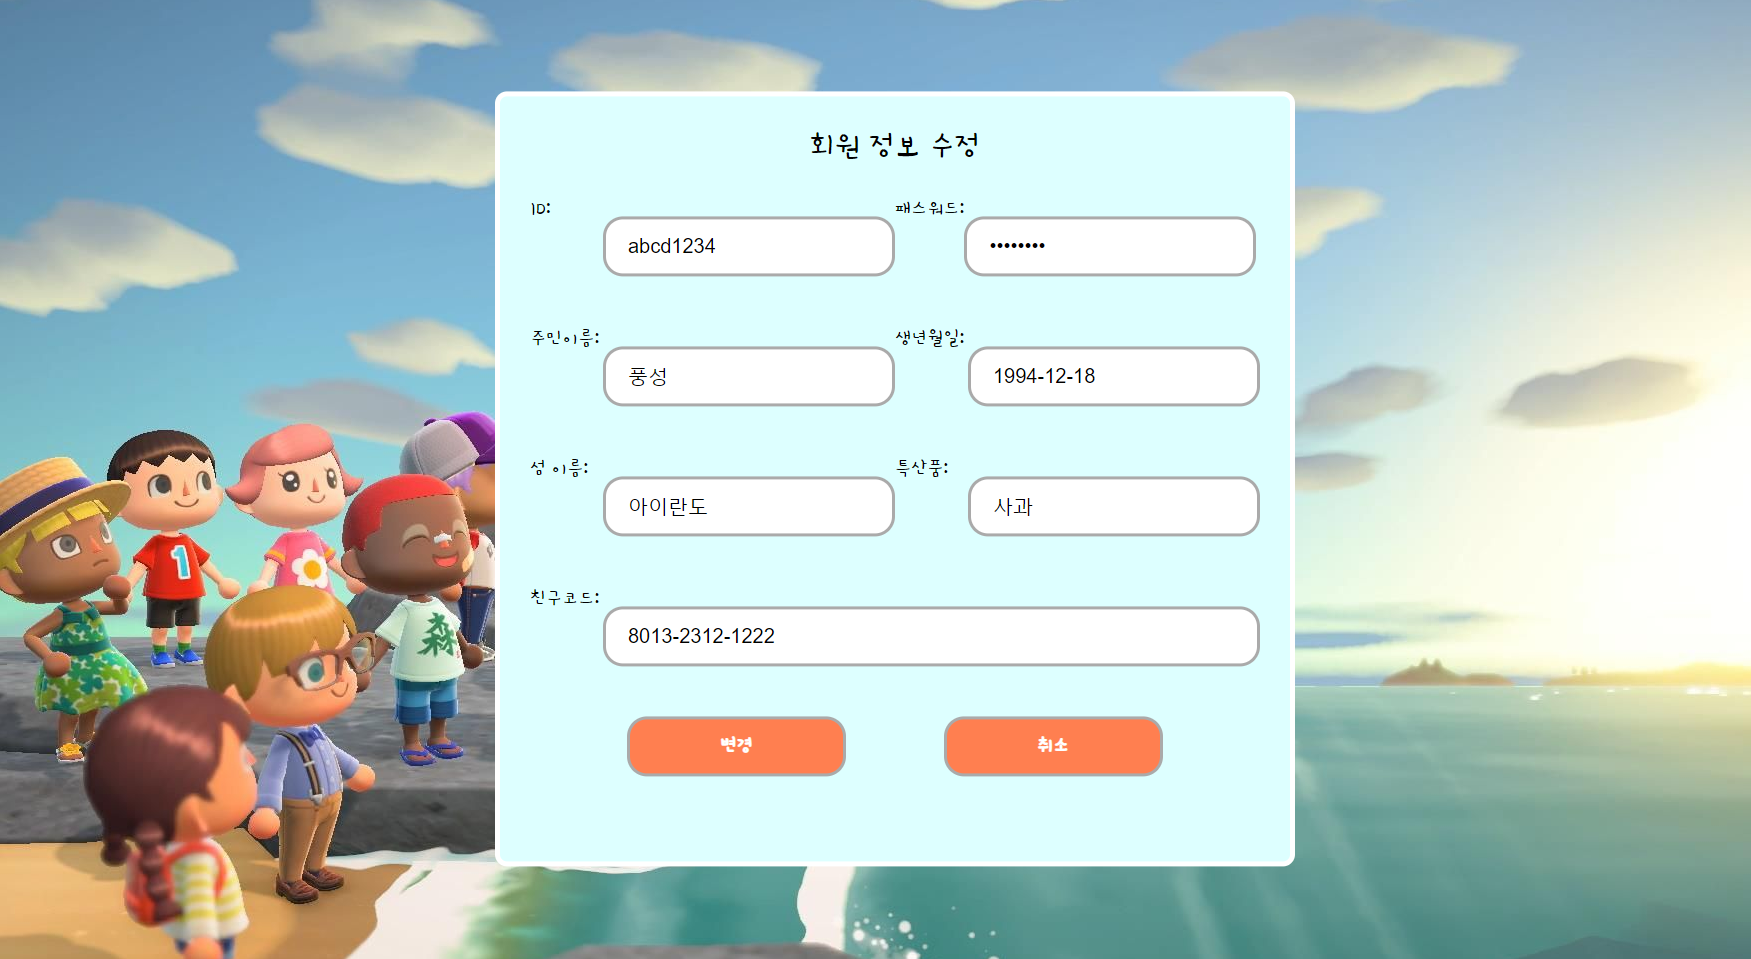 회원 정보 수정
ID: 패스워드:
abcd1234 ••••••••
주민이름: 생년월일:
풍성 1994-12-18
섬 이름: 특산품:
아이란도 사과
친구코드:
8013-2312-1222
변경 취소
1
森